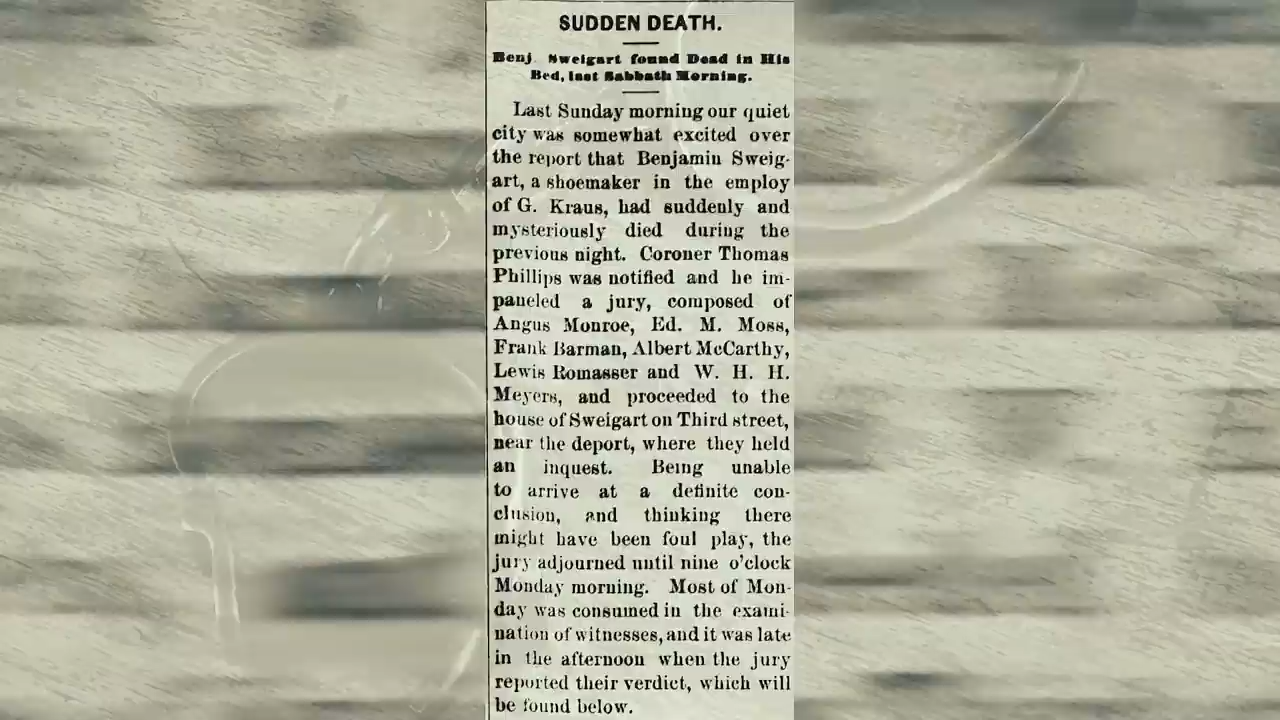 SUDDEN DEATH.
Benj. Sweigart found Dead in His
Bed, last Sabbath Morning.
Last Sunday morning our quiet
city was somewhat excited over
the report that Benjamin Sweig-
art, a shoemaker in the employ
of G. Kraus, had suddenly and
mysteriously died during the
previous night. Coroner Thomas
Phillips was notified and he im-
paneled a jury, composed of
Angus Monroe, Ed. M. Moss,
Frank Barman, Albert McCarthy,
Lewis Romasser and W. H. H.
Meyers, and proceeded to the
house of Sweigart on Third street,
near the deport, where they held
an inquest. Being unable
to arrive at a definite con-
clusion, and thinking there
might have been foul play, the
jury adjourned until nine o'clock
Monday morning. Most of Mon-
day was consumed in the exami-
nation of witnesses, and it was late
in the afternoon when the jury
reported their verdict, which will
be found below.